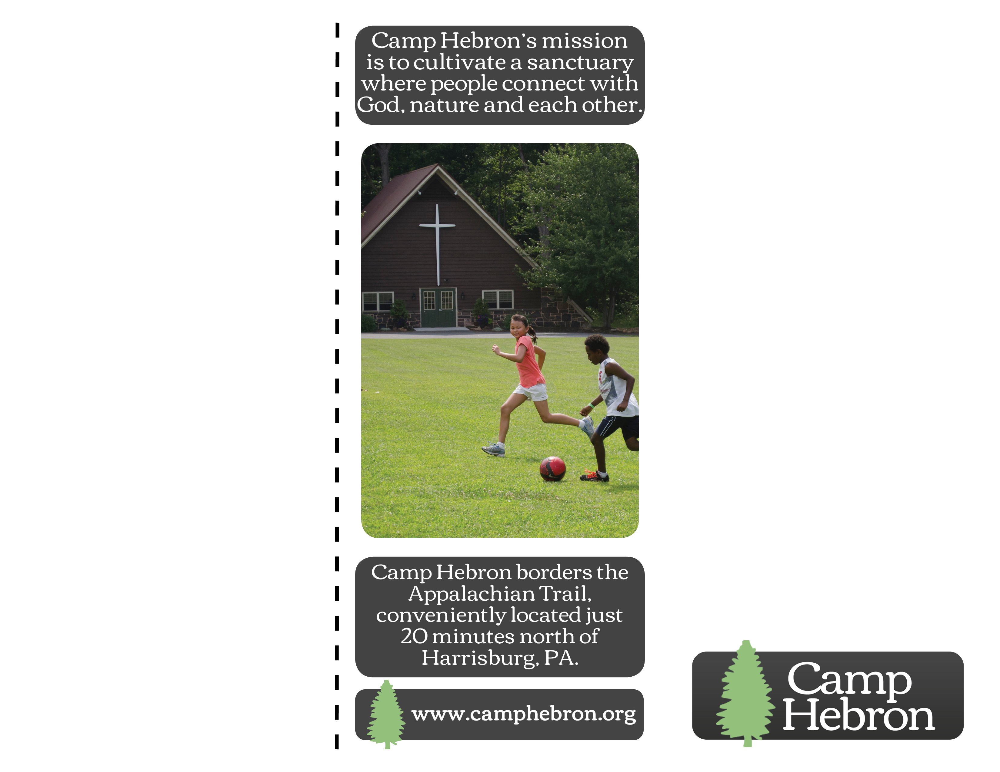 Camp Hebron’s mission
is to cultivate a sanctuary
where people connect with
God, nature and each other.
Camp Hebron borders the
Appalachian Trail,
conveniently located just
20 minutes north of
Harrisburg, PA.
www.camphebron.org
Camp
Hebron